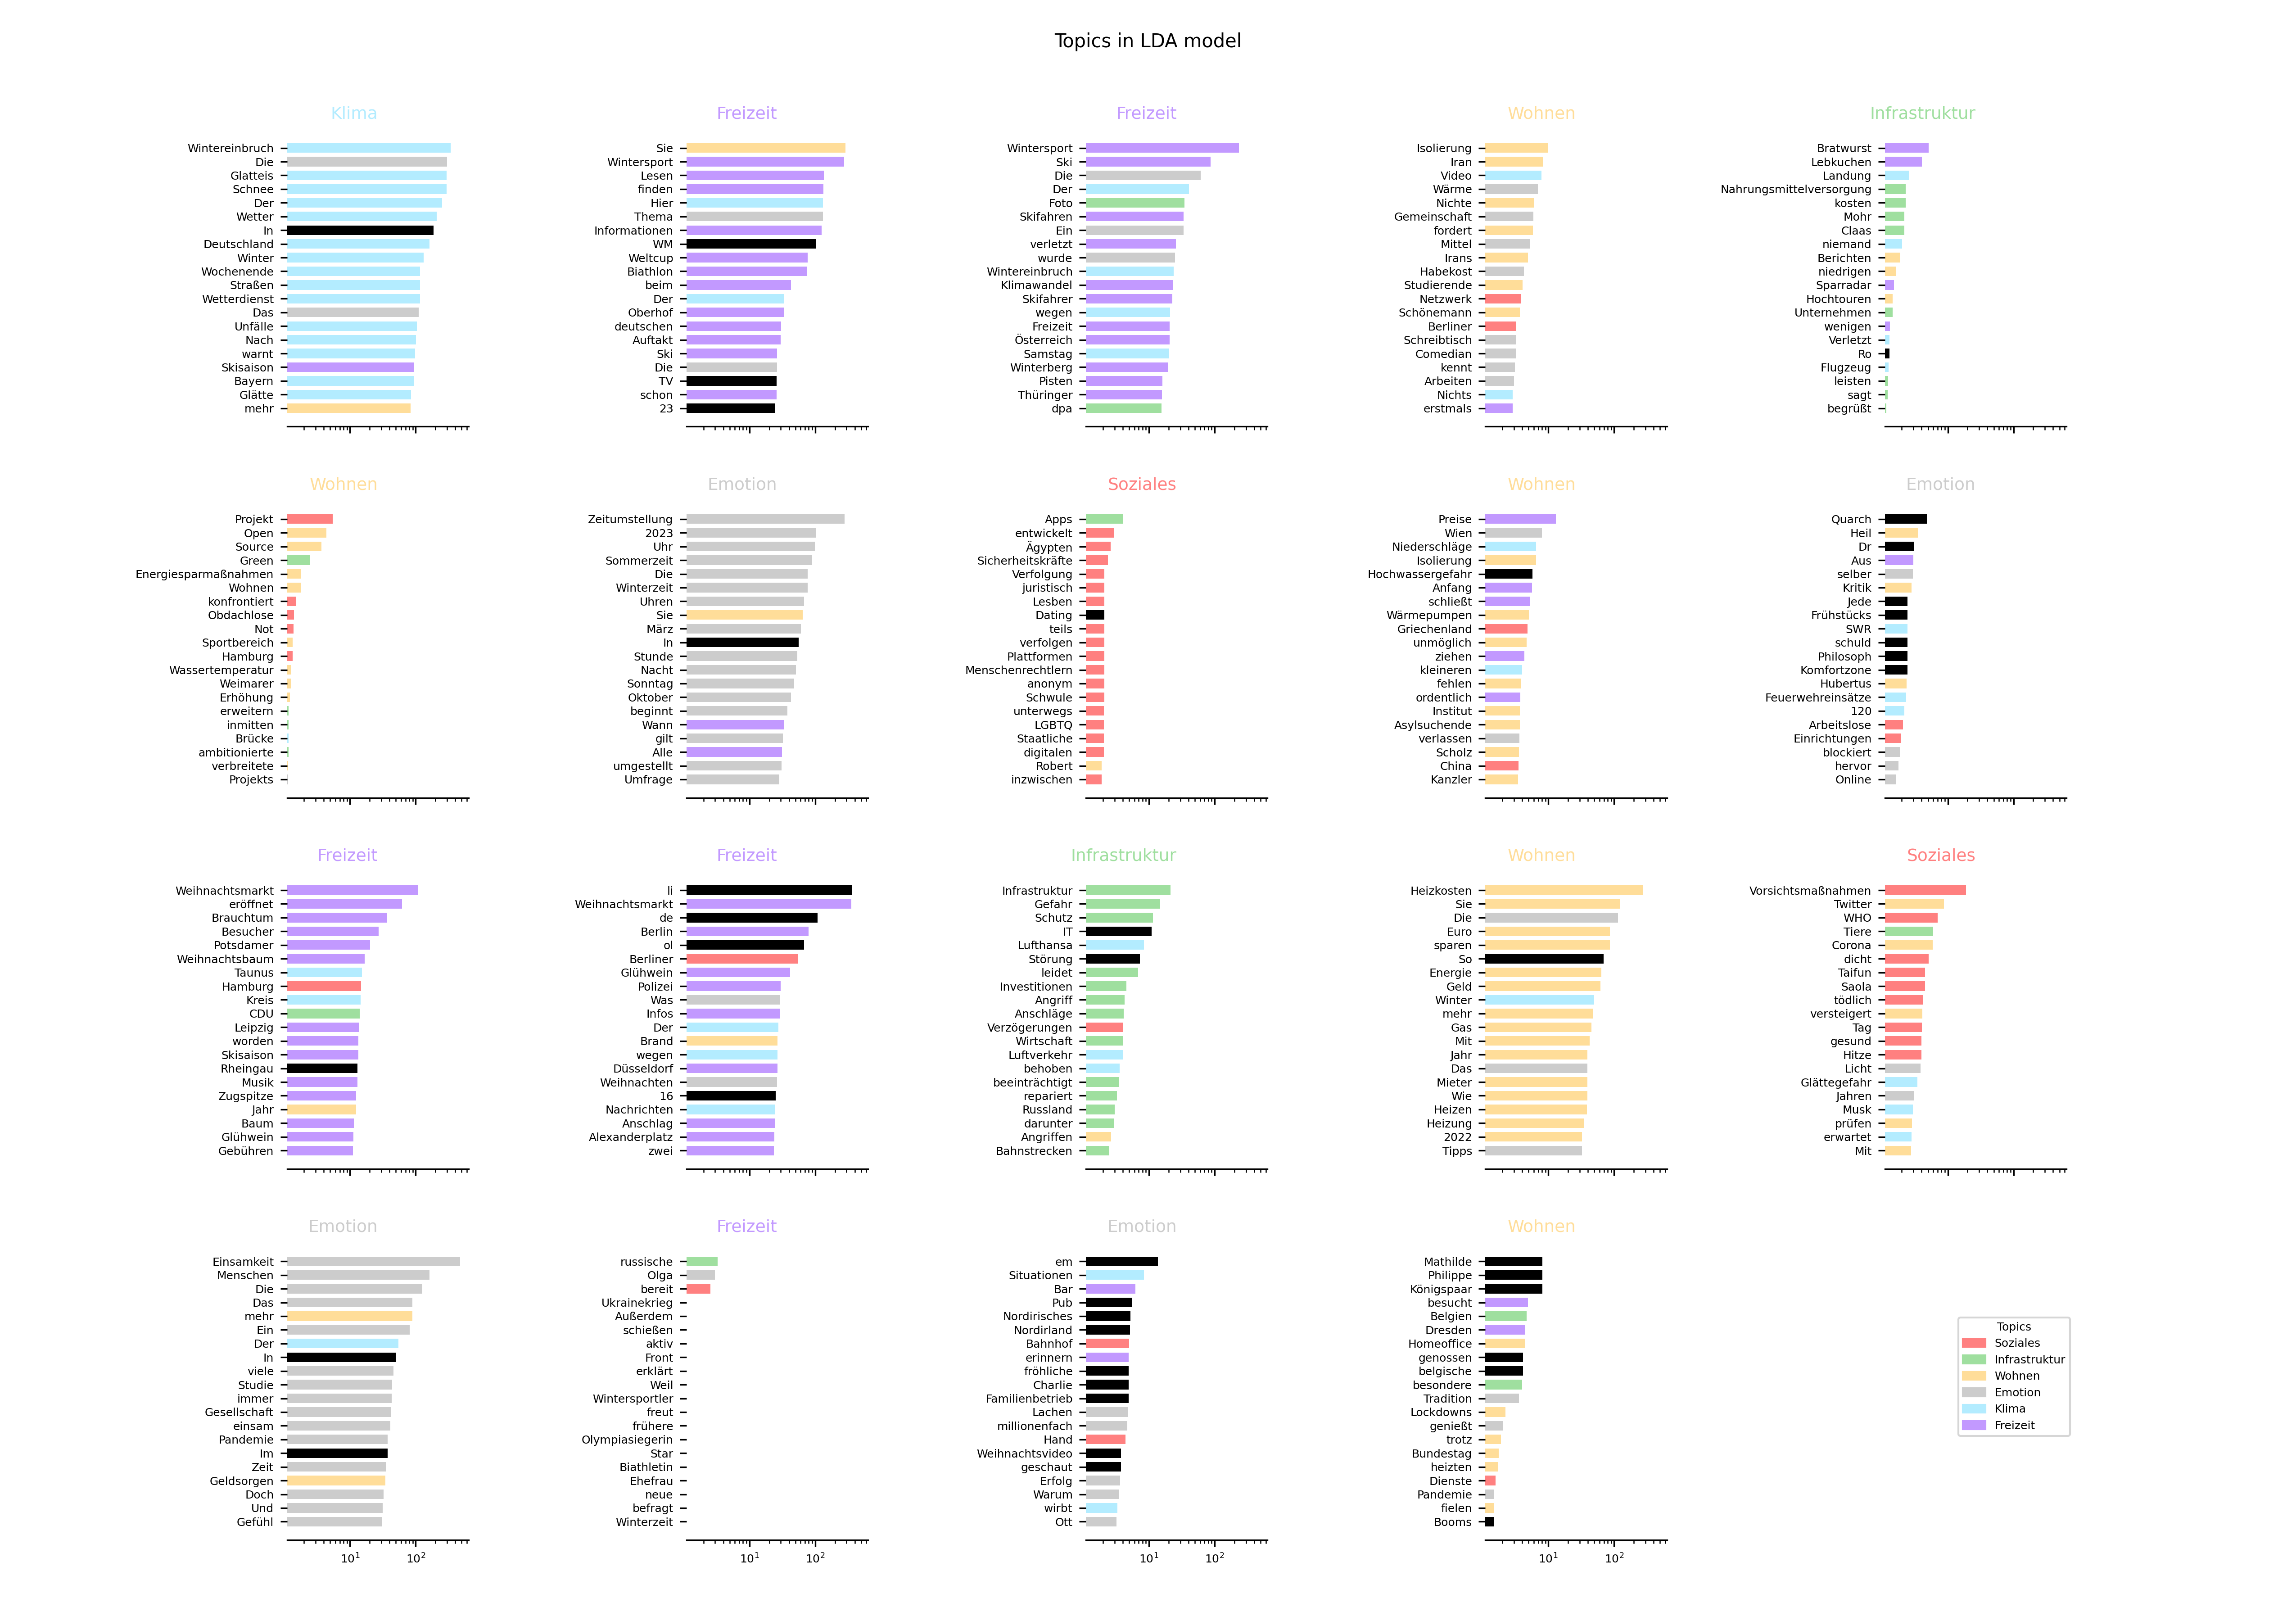 Topics in LDA model
Klima
Wintereinbruch
Die
Glatteis
Schnee
Der
Wetter
In
Deutschland
Winter
Wochenende
Straßen
Wetterdienst
Das
Unfälle
Nach
warnt
Skisaison
Bayern
Glätte
mehr
Freizeit
Sie
Wintersport
Lesen
finden
Hier
Thema
Informationen
WM
Weltcup
Biathlon
beim
Der
Oberhof
deutschen
Auftakt
Ski
Die
TV
schon
23
Freizeit
Wintersport
Ski
Die
Der
Foto
Skifahren
Ein
verletzt
wurde
Wintereinbruch
Klimawandel
Skifahrer
wegen
Freizeit
Österreich
Samstag
Winterberg
Pisten
Thüringer
dpa
Wohnen
Isolierung
Iran
Video
Wärme
Nichte
Gemeinschaft
fordert
Mittel
Irans
Habekost
Studierende
Netzwerk
Schönemann
Berliner
Schreibtisch
Comedian
kennt
Arbeiten
Nichts
erstmals
Infrastruktur
Bratwurst
Lebkuchen
Landung
Nahrungsmittelversorgung
kosten
Mohr
Claas
niemand
Berichten
niedrigen
Sparradar
Hochtouren
Unternehmen
wenigen
Verletzt
Ro
Flugzeug
leisten
sagt
begrüßt
Wohnen
Projekt
Open
Source
Green
Energiesparmaßnahmen
Wohnen
konfrontiert
Obdachlose
Not
Sportbereich
Hamburg
Wassertemperatur
Weimarer
Erhöhung
erweitern
inmitten
Brücke
ambitionierte
verbreitete
Projekts
Emotion
Zeitumstellung
2023
Uhr
Sommerzeit
Die
Winterzeit
Uhren
Sie
März
In
Stunde
Nacht
Sonntag
Oktober
beginnt
Wann
gilt
Alle
umgestellt
Umfrage
Soziales
Apps
entwickelt
Ägypten
Sicherheitskräfte
Verfolgung
juristisch
Lesben
Dating
teils
verfolgen
Plattformen
Menschenrechtlern
anonym
Schwule
unterwegs
LGBTQ
Staatliche
digitalen
Robert
inzwischen
Wohnen
Preise
Wien
Niederschläge
Isolierung
Hochwassergefahr
Anfang
schließt
Wärmepumpen
Griechenland
unmöglich
ziehen
kleineren
fehlen
ordentlich
Institut
Asylsuchende
verlassen
Scholz
China
Kanzler
Emotion
Quarch
Heil
Dr
Aus
selber
Kritik
Jede
Frühstücks
SWR
schuld
Philosoph
Komfortzone
Hubertus
Feuerwehreinsätze
120
Arbeitslose
Einrichtungen
blockiert
hervor
Online
Freizeit
Weihnachtsmarkt
eröffnet
Brauchtum
Besucher
Potsdamer
Weihnachtsbaum
Taunus
Hamburg
Kreis
CDU
Leipzig
worden
Skisaison
Rheingau
Musik
Zugspitze
Jahr
Baum
Glühwein
Gebühren
Freizeit
li
Weihnachtsmarkt
de
Berlin
ol
Berliner
Glühwein
Polizei
Was
Infos
Der
Brand
wegen
Düsseldorf
Weihnachten
16
Nachrichten
Anschlag
Alexanderplatz
zwei
Infrastruktur
Infrastruktur
Gefahr
Schutz
IT
Lufthansa
Störung
leidet
Investitionen
Angriff
Anschläge
Verzögerungen
Wirtschaft
Luftverkehr
behoben
beeinträchtigt
repariert
Russland
darunter
Angriffen
Bahnstrecken
Wohnen
Heizkosten
Sie
Die
Euro
sparen
So
Energie
Geld
Winter
mehr
Gas
Mit
Jahr
Das
Mieter
Wie
Heizen
Heizung
2022
Tipps
Soziales
Vorsichtsmaßnahmen
Twitter
WHO
Tiere
Corona
dicht
Taifun
Saola
tödlich
versteigert
Tag
gesund
Hitze
Licht
Glättegefahr
Jahren
Musk
prüfen
erwartet
Mit
Emotion
Einsamkeit
Menschen
Die
Das
mehr
Ein
Der
In
viele
Studie
immer
Gesellschaft
einsam
Pandemie
Im
Zeit
Geldsorgen
Doch
Und
Gefühl
10¹ 10²
Freizeit
russische
Olga
bereit
Ukrainekrieg
Außerdem
schießen
aktiv
Front
erklärt
Weil
Wintersportler
freut
frühere
Olympiasiegerin
Star
Biathletin
Ehefrau
neue
befragt
Winterzeit
10¹ 10²
Emotion
em
Situationen
Bar
Pub
Nordirisches
Nordirland
Bahnhof
erinnern
fröhliche
Charlie
Familienbetrieb
Lachen
millionenfach
Hand
Weihnachtsvideo
geschaut
Erfolg
Warum
wirbt
Ott
10¹ 10²
Wohnen
Mathilde
Philippe
Königspaar
besucht
Belgien
Dresden
Homeoffice
genossen
belgische
besondere
Tradition
Lockdowns
genießt
trotz
Bundestag
heizten
Dienste
Pandemie
fielen
Booms
10¹ 10²
Topics
Soziales
Infrastruktur
Wohnen
Emotion
Klima
Freizeit